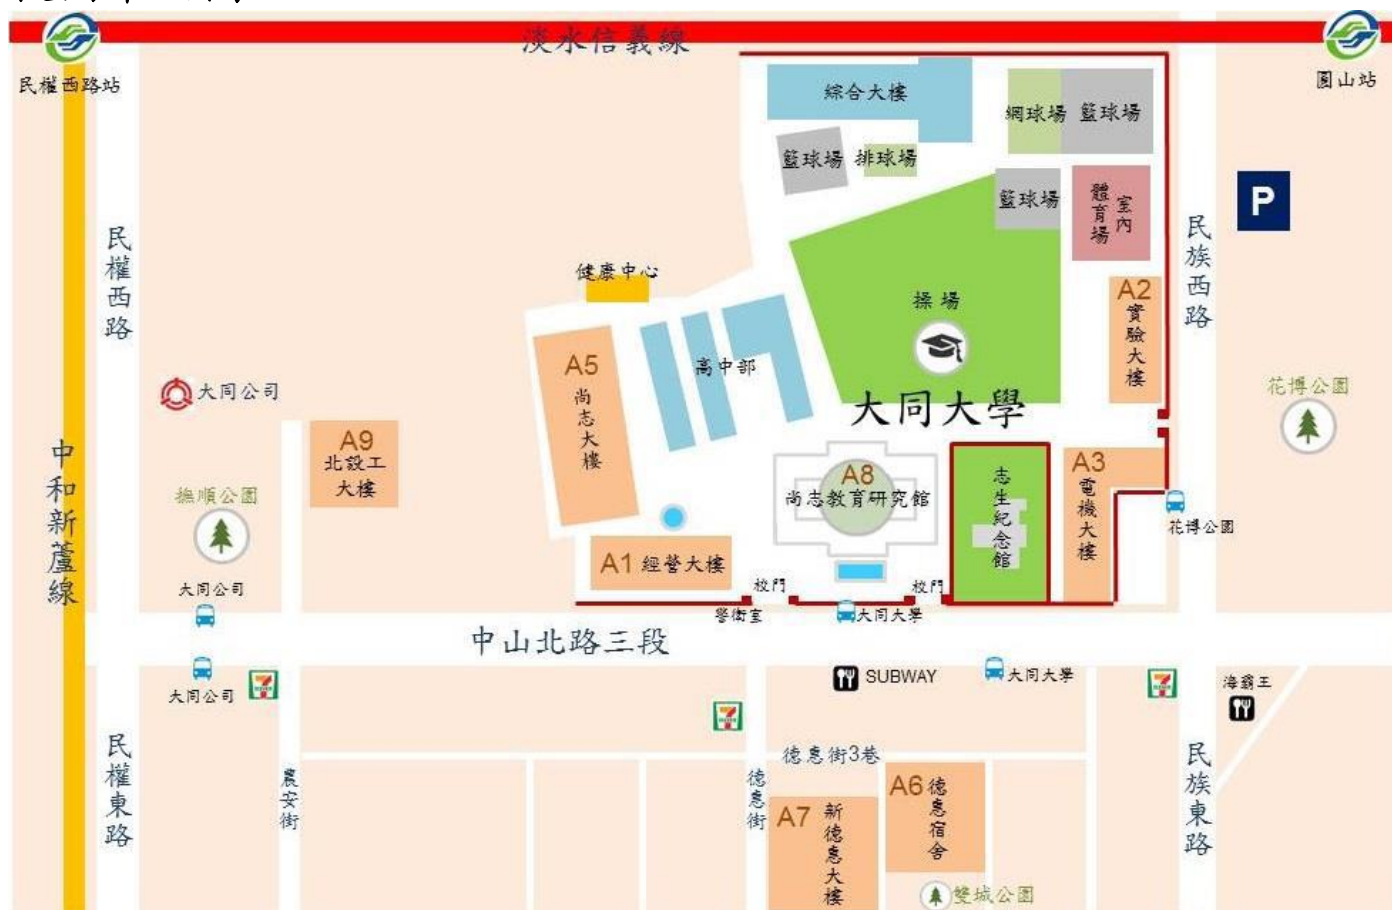 淡水信義線
民權西路站
圓山站
綜合大樓
網球場
籃球場
籃球場
排球場
籃球場
室內
體育場
P
民權西路
民族西路
健康中心
操場
A2
實驗大樓
A5
尚志大樓
高中部
大同公司
大同大學
花博公園
中和新蘆線
A9
北設工
大樓
A8
尚志教育研究館
志生紀念館
A3
電機大樓
撫順公園
花博公園
A1 經營大樓
大同公司
校門
校門
警衛室
大同大學
中山北路三段
大同公司
7
SUBWAY
大同大學
7
海霸王
7
民權東路
農安街
德惠街
德惠街3巷
民族東路
A6
德惠宿舍
A7
新德惠大樓
雙城公園